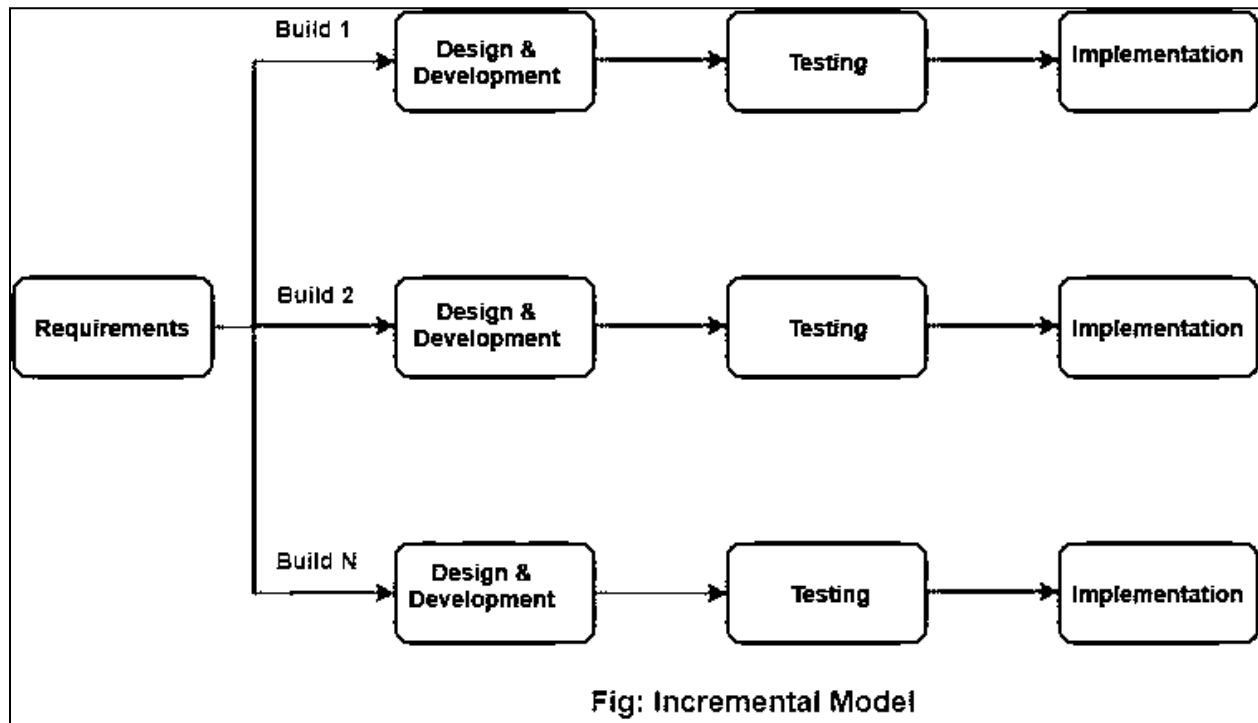 Build 1
Design &
Development
Testing
Implementation
Requirements
Build 2
Design &
Development
Testing
Implementation
Build N
Design &
Development
Testing
Implementation
Fig: Incremental Model